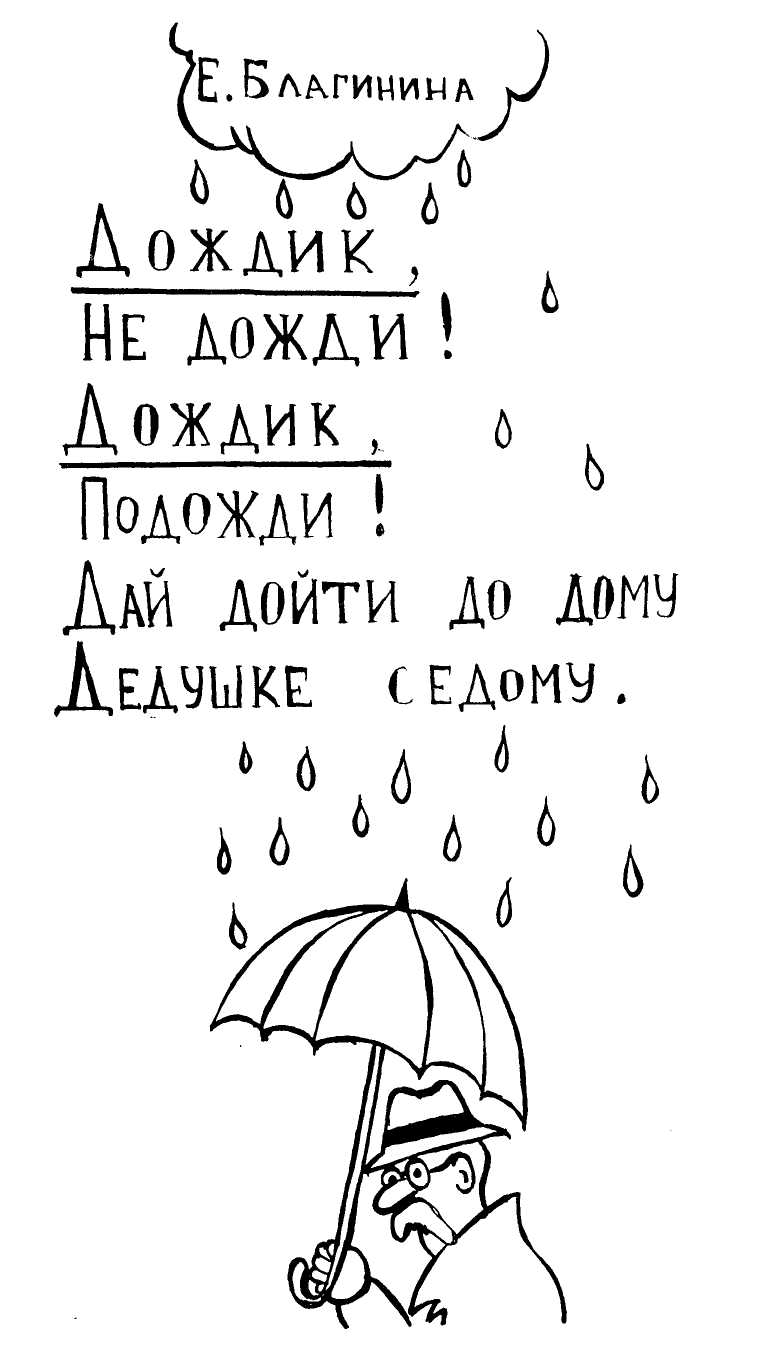 Е. Благинина
Дождик,
Не дожди!
Дождик,
Подожди!
Дай дойти до дому
Дедушке седому.